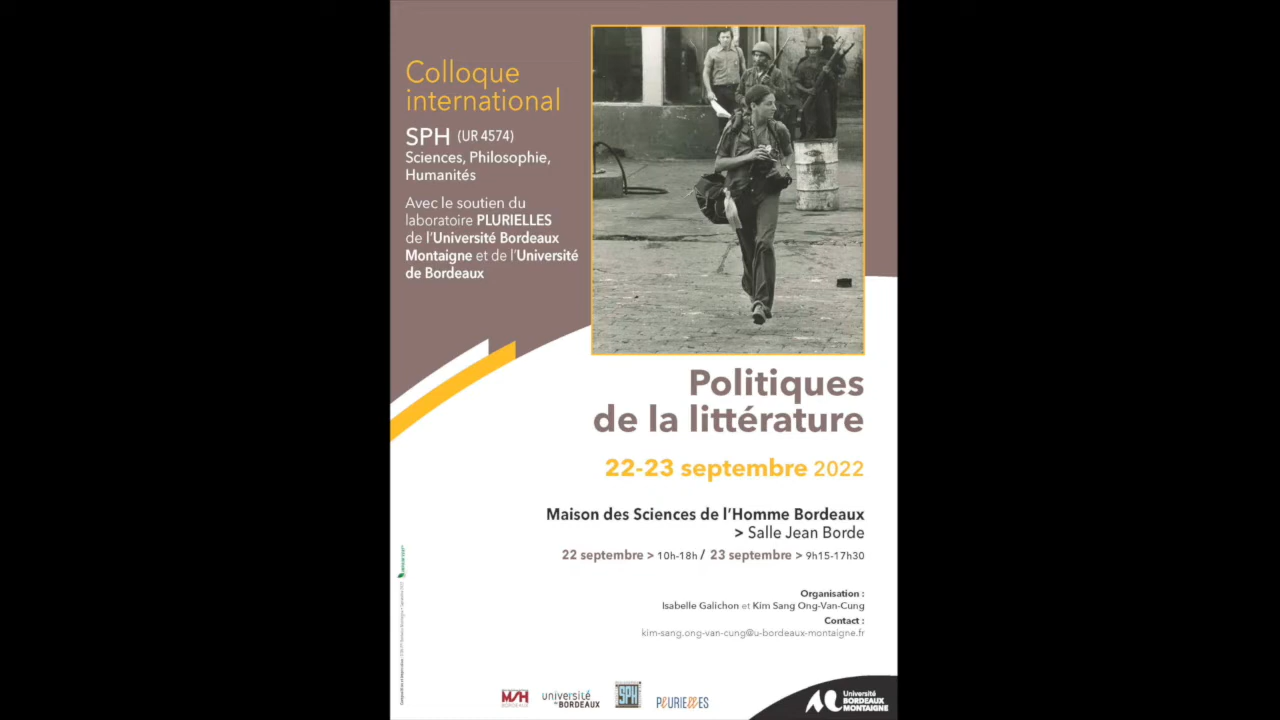 Colloque
international
SPH (UR 4574)
Sciences, Philosophie,
Humanités
Avec le soutien du
laboratoire PLURIELLES
de l'Université Bordeaux
Montaigne et de l'Université
de Bordeaux
Politiques
de la littérature
22-23 septembre 2022
Maison des Sciences de l'Homme Bordeaux
> Salle Jean Borde
22 septembre > 10h-18h / 23 septembre > 9h15-17h30
Organisation :
Isabelle Galichon et Kim Sang Ong-Van-Cung
Contact :
kim-sang.ong-van-cung@u-bordeaux-montaigne.fr
MSH
BORDEAUX
université
de BORDEAUX
SPH
PLURIELLES
Université
BORDEAUX
MONTAIGNE